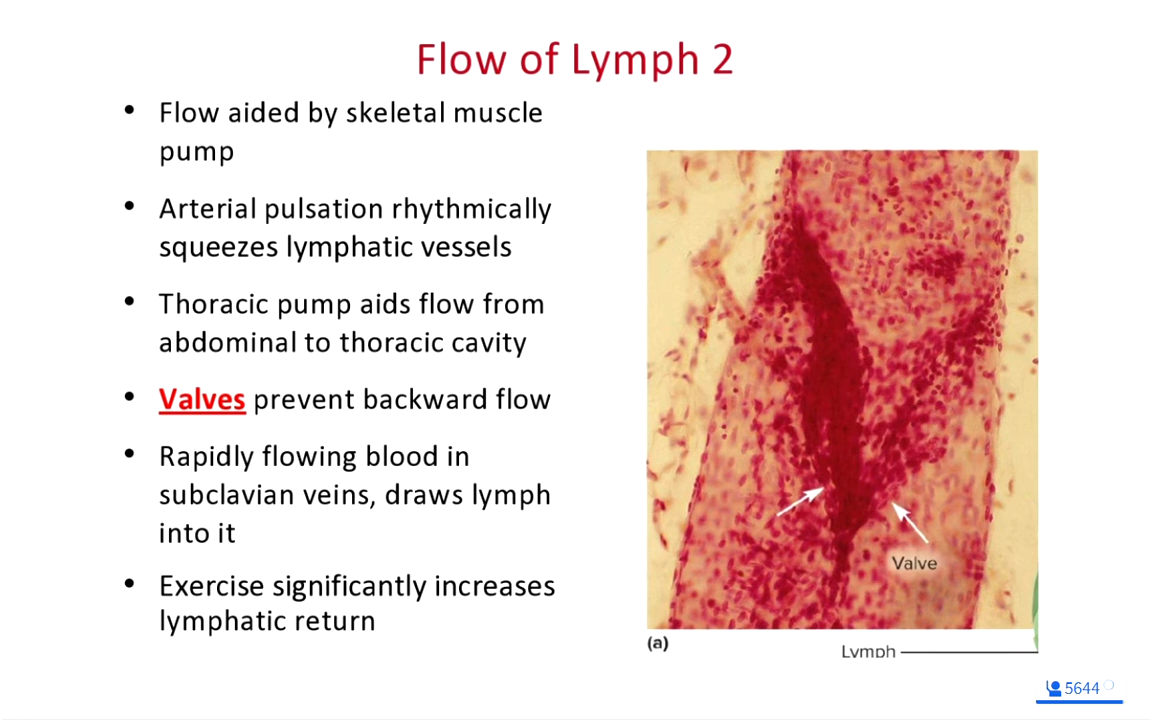 Flow of Lymph 2
• Flow aided by skeletal muscle
pump
• Arterial pulsation rhythmically
squeezes lymphatic vessels
• Thoracic pump aids flow from
abdominal to thoracic cavity
• Valves prevent backward flow
• Rapidly flowing blood in
subclavian veins, draws lymph
into it
• Exercise significantly increases
lymphatic return
Valve
(a)
Lymph
5644